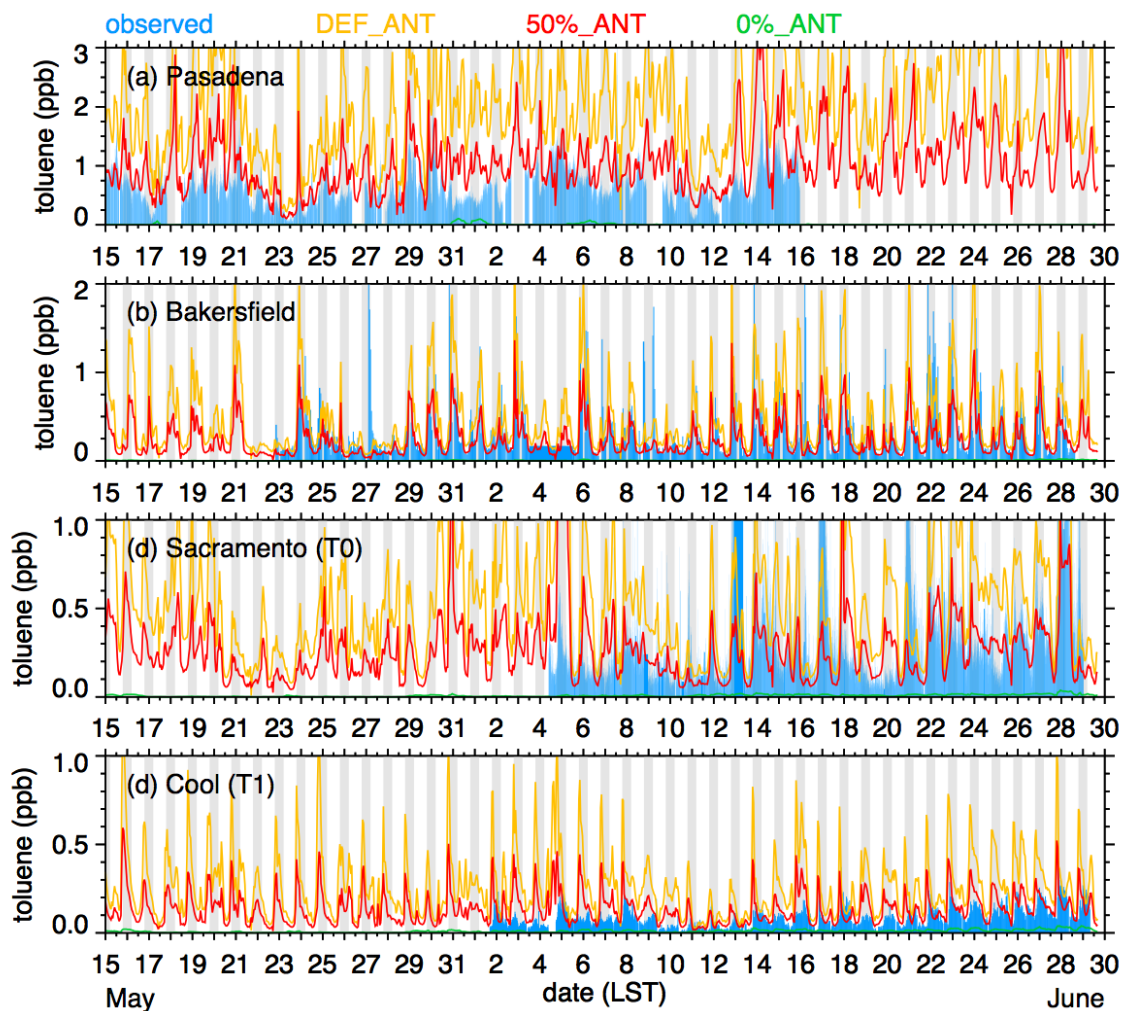 observed DEF_ANT 50%_ANT 0%_ANT
3
(a) Pasadena
2
toluene (ppb)
1
0
15 17 19 21 23 25 27 29 31 2 4 6 8 10 12 14 16 18 20 22 24 26 28 30
2
(b) Bakersfield
toluene (ppb)
1
0
15 17 19 21 23 25 27 29 31 2 4 6 8 10 12 14 16 18 20 22 24 26 28 30
1.0
(d) Sacramento (T0)
toluene (ppb)
0.5
0.0
15 17 19 21 23 25 27 29 31 2 4 6 8 10 12 14 16 18 20 22 24 26 28 30
1.0
(d) Cool (T1)
toluene (ppb)
0.5
0.0
15 17 19 21 23 25 27 29 31 2 4 6 8 10 12 14 16 18 20 22 24 26 28 30
May date (LST) June